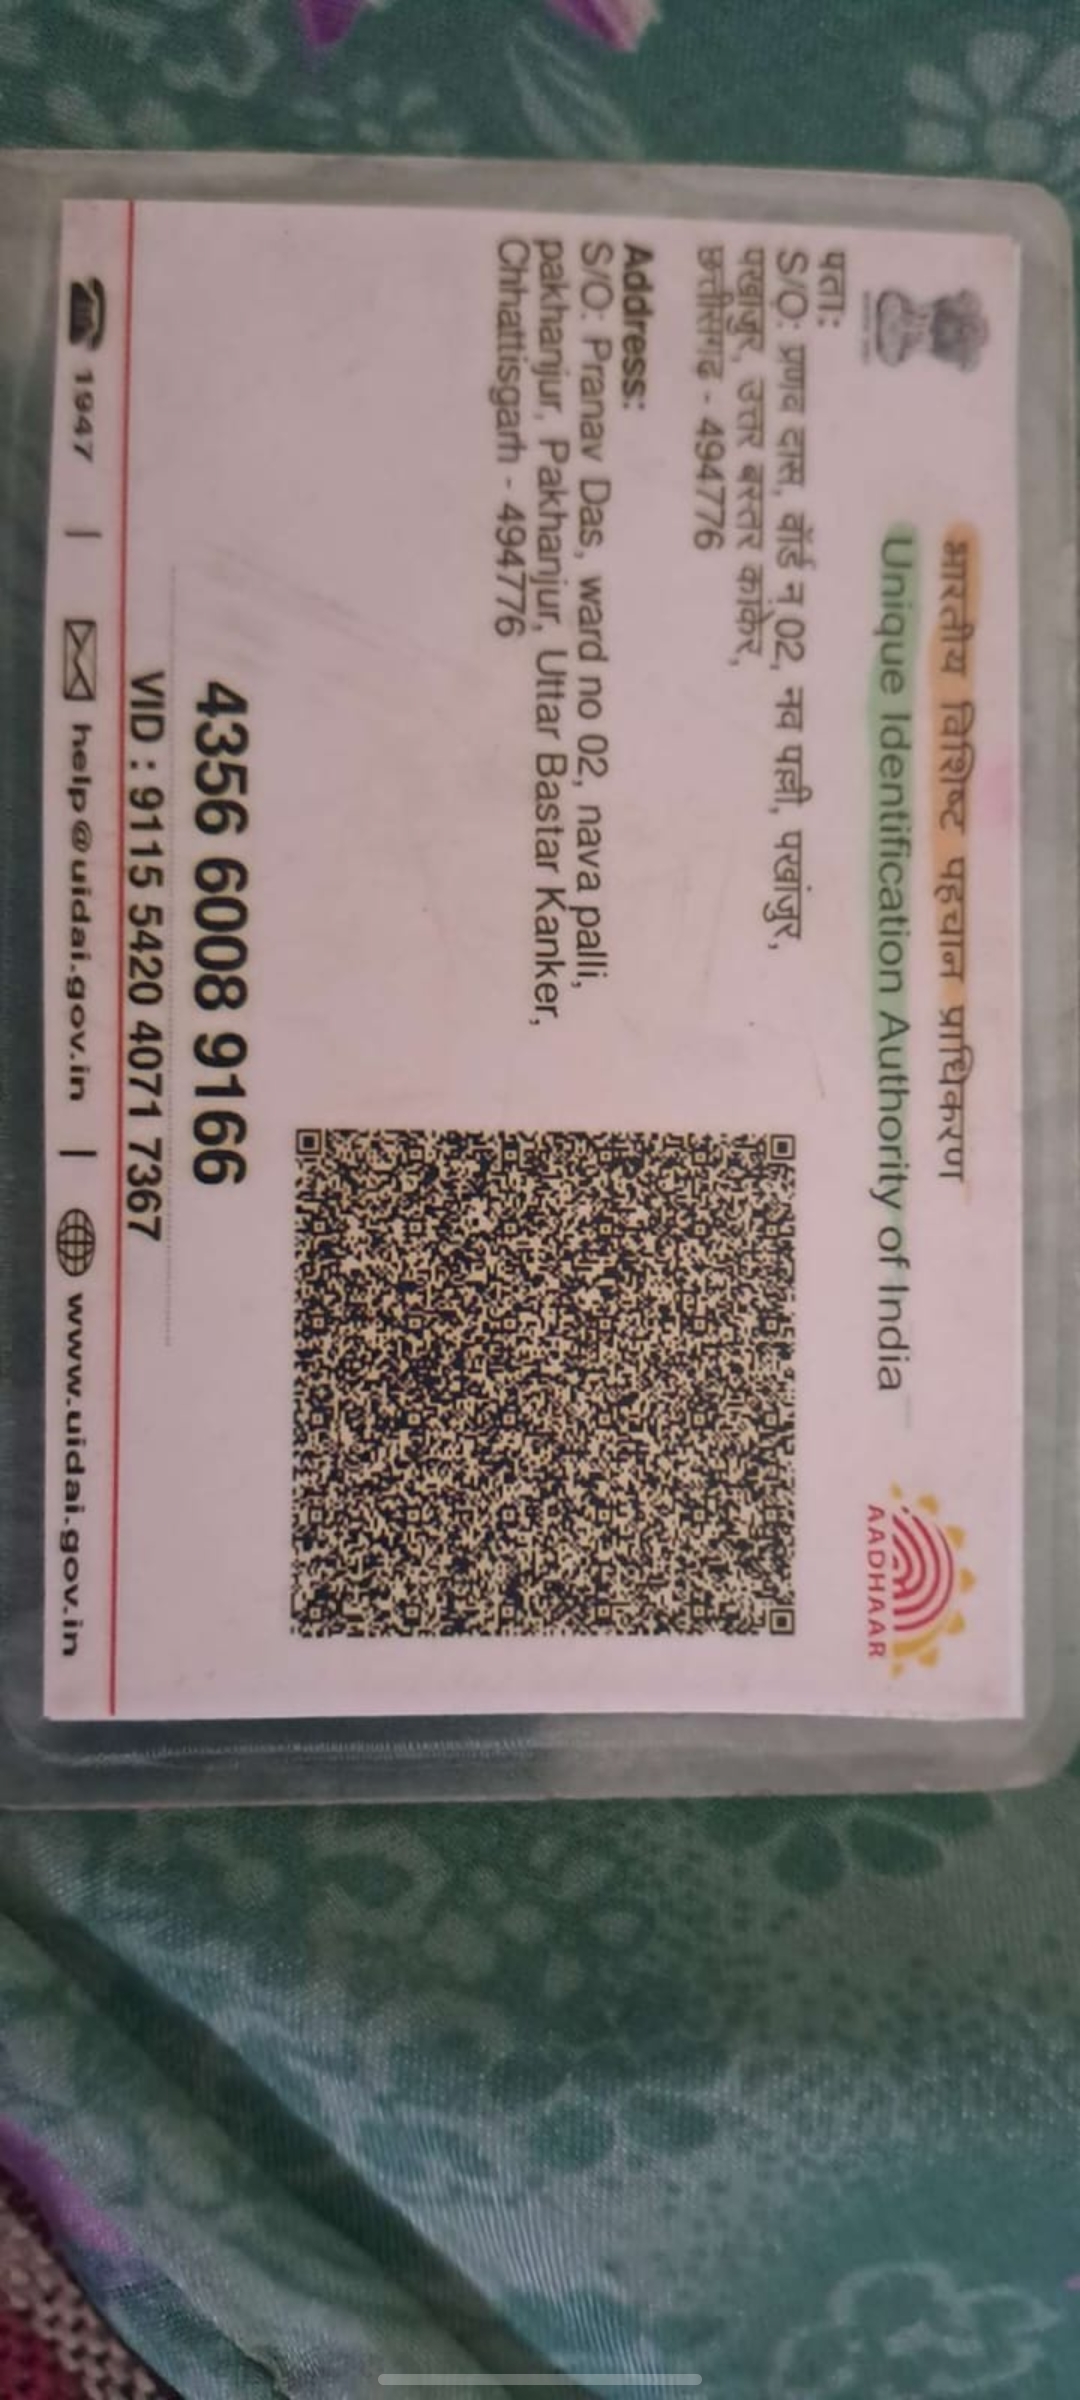 भारतीय विशिष्ट पहचान प्राधिकरण
Unique Identification Authority of India
AADHAAR
पता:
S/O: प्रणव दास, वॉर्ड न 02, नव पल्ली, पखांजुर,
पखांजुर, उत्तर बस्तर कांकेर,
छत्तीसगढ़ - 494776
Address:
S/O: Pranav Das, ward no 02, nava palli,
pakhanjur, Pakhanjur, Uttar Bastar Kanker,
Chhattisgarh - 494776
4356 6008 9166
VID : 9115 5420 4071 7367
1947 | help@uidai.gov.in | www.uidai.gov.in